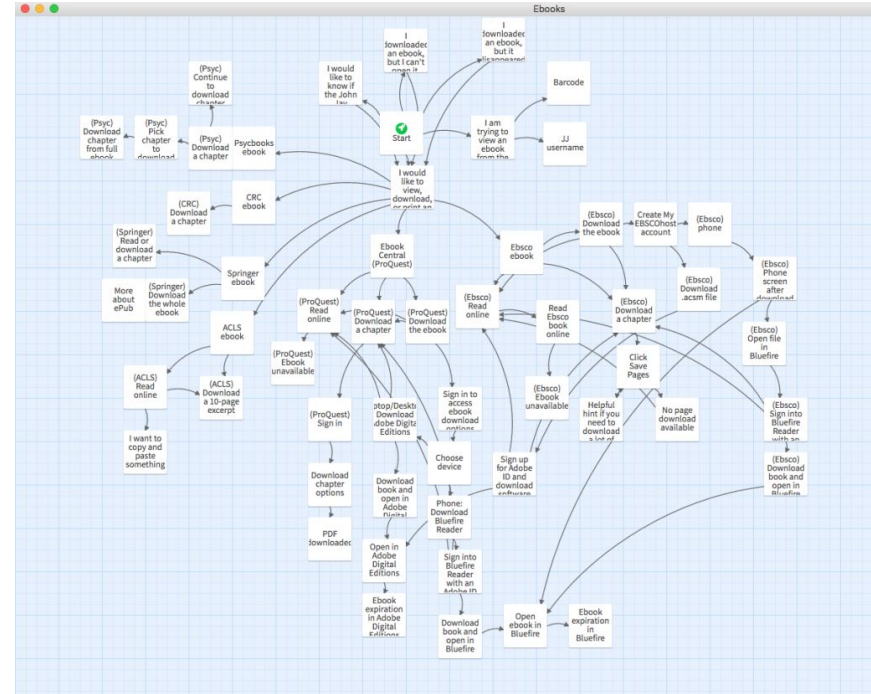 Ebooks
I
downloaded
an ebook,
but I can't
open it
I
downloaded
an ebook,
but it
disappeared
I would
like to
know if
the John
Jay
(Psyc)
Continue
to
download
chapter
Barcode
Start
I am
trying to
view an
ebook
from the
JJ
username
(Psyc)
Download
chapter
from full
ebook
(Psyc)
Pick
chapter
to
download
(Psyc)
Download
a chapter
Psycbooks
ebook
I would
like to
view,
download,
or print an
(CRC)
Download
a chapter
CRC
ebook
(Springer)
Read or
download
a chapter
Springer
ebook
More
about
ePub
(Springer)
Download
the whole
ebook
Ebook
Central
(ProQuest)
Ebsco
ebook
(Ebsco)
Download
the ebook
Create My
EBSCOhost
account
(Ebsco)
phone
(Ebsco)
Phone
screen
after
download
(Ebsco)
Download
.acsm file
ACLS
ebook
(ProQuest)
Read
online
(ProQuest)
Download
a chapter
(ProQuest)
Download
the ebook
(Ebsco)
Read
online
Read
Ebsco
book
online
(Ebsco)
Download
a chapter
(Ebsco)
Open file
in
Bluefire
(ProQuest)
Ebook
unavailable
Click
Save
Pages
(ACLS)
Read
online
(ACLS)
Download
a 10-page
excerpt
I want to
copy and
paste
something
(ProQuest)
Sign in
ptop/Deskt
Download
Adobe Digita
Editions
Sign in to
access
ebook
download
options
(Ebsco)
Ebook
unavailable
Helpful
hint if you
need to
download
a lot of
No page
download
available
(Ebsco)
Sign into
Bluefire
Reader
with an
Download
chapter
options
Download
book and
open in
Adobe
Digital
Choose
device
Sign up
for Adobe
ID and
download
software
(Ebsco)
Download
book and
open in
Bluefire
PDF
downloaded
Phone:
Download
Bluefire
Reader
Open in
Adobe
Digital
Editions
Sign into
Bluefire
Reader
with an
Adobe ID
Ebook
expiration
in Adobe
Digital
Editions
Download
book and
open in
Bluefire
Open
ebook in
Bluefire
Ebook
expiration
in
Bluefire